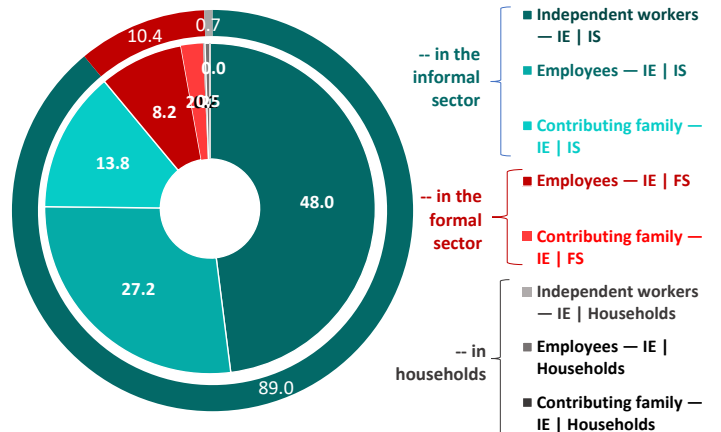 0.7
10.4
0.0
8.2
13.8
48.0
27.2
89.0
-- in the
informal
sector
Independent workers
— IE | IS
Employees — IE | IS
Contributing family —
IE | IS
-- in the
formal
sector
Employees — IE | FS
Contributing family —
IE | FS
-- in
households
Independent workers
— IE | Households
Employees — IE |
Households
Contributing family —
IE | Households